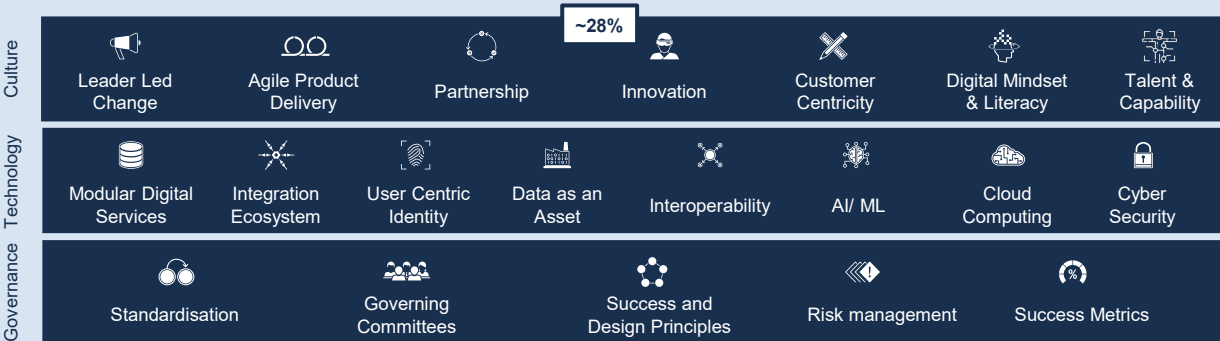 ~28%
Culture
Leader Led
Change
Agile Product
Delivery
Partnership
Innovation
Customer
Centricity
Digital Mindset
& Literacy
Talent &
Capability
Technology
Modular Digital
Services
Integration
Ecosystem
User Centric
Identity
Data as an
Asset
Interoperability
AI/ ML
Cloud
Computing
Cyber
Security
Governance
Standardisation
Governing
Committees
Success and
Design Principles
Risk management
%
Success Metrics